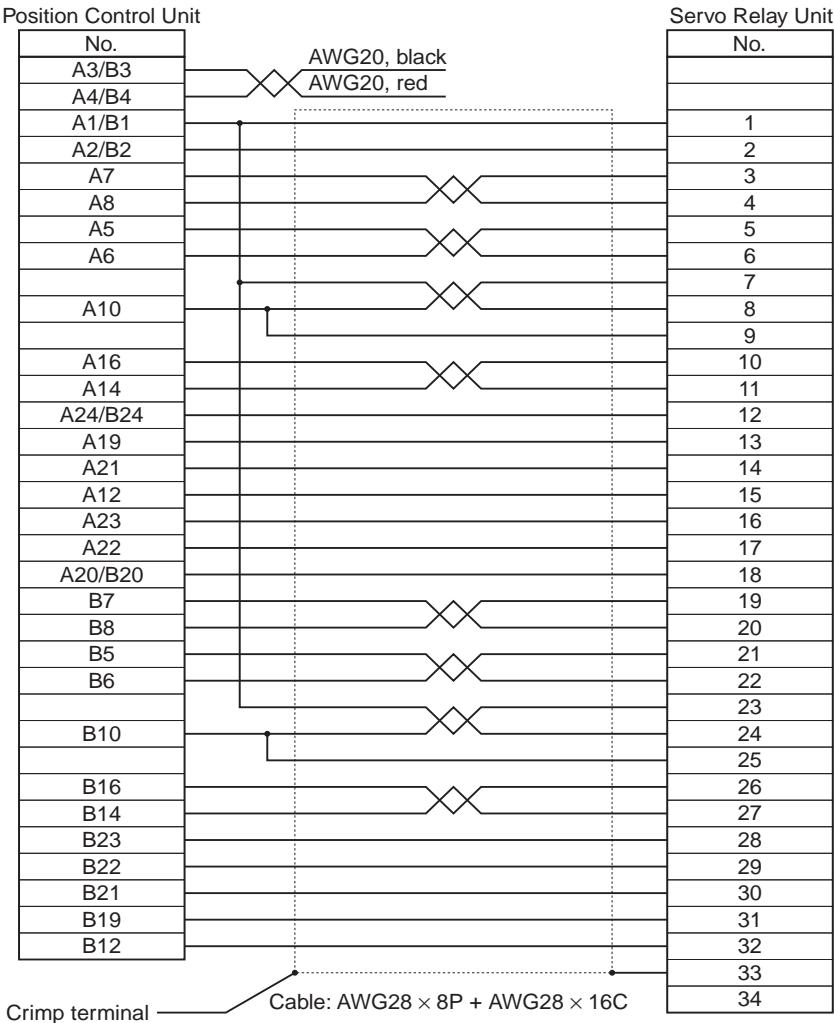 Position Control Unit Servo Relay Unit
No. No.
A3/B3 AWG20, black
A4/B4 AWG20, red
A1/B1 1
A2/B2 2
A7 3
A8 4
A5 5
A6 6
7
A10 8
9
A16 10
A14 11
A24/B24 12
A19 13
A21 14
A12 15
A23 16
A22 17
A20/B20 18
B7 19
B8 20
B5 21
B6 22
23
B10 24
25
B16 26
B14 27
B23 28
B22 29
B21 30
B19 31
B12 32
33
Crimp terminal Cable: AWG28 × 8P + AWG28 × 16C 34